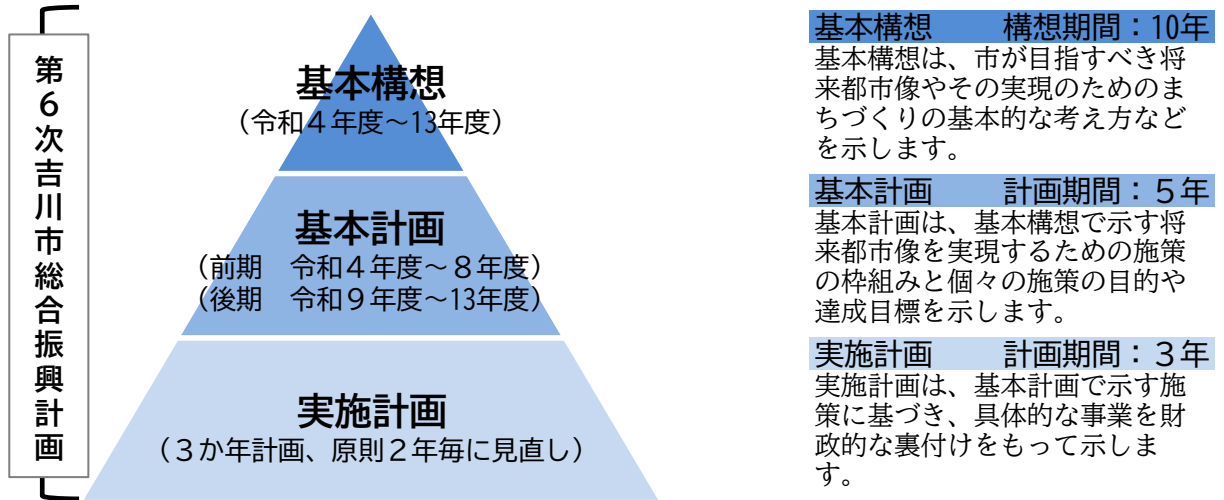 第６次吉川市総合振興計画
基本構想
（令和４年度～13年度）
基本計画
（前期　令和４年度～８年度）
（後期　令和９年度～13年度）
実施計画
（３か年計画、原則２年毎に見直し）
基本構想　　構想期間：10年
基本構想は、市が目指すべき将
来都市像やその実現のためのま
ちづくりの基本的な考え方など
を示します。
基本計画　　計画期間：５年
基本計画は、基本構想で示す将
来都市像を実現するための施策
の枠組みと個々の施策の目的や
達成目標を示します。
実施計画　　計画期間：３年
実施計画は、基本計画で示す施
策に基づき、具体的な事業を財
政的な裏付けをもって示しま
す。